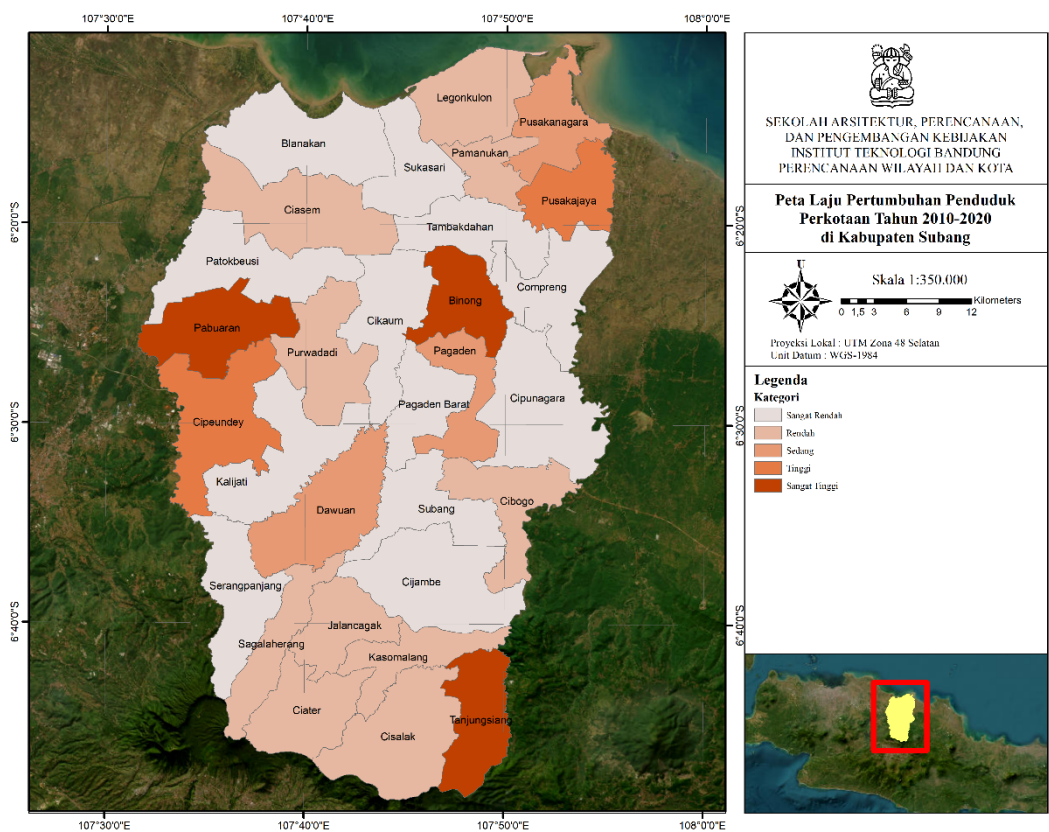 107°30'0"E 107°40'0"E 107°50'0"E 108°0'0"E
6°20'0"S
6°30'0"S
6°40'0"S
Legonkulon
Pusakanagara
Blanakan
Pamanukan
Sukasari
Pusakajaya
Ciasem
Tambakdahan
Patokbeusi
Compreng
Binong
Cikaum
Pabuaran
Purwadadi
Pagaden
Cipunagara
Pagaden Barat
Cipeundey
Kalijati
Cibogo
Dawuan
Subang
Serangpanjang
Cijambe
Jalancagak
Sagalaherang
Kasomalang
Ciater
Tanjungsiang
Cisalak
6°20'0"S
6°30'0"S
6°40'0"S
107°30'0"E 107°40'0"E 107°50'0"E 108°0'0"E
SEKOLAH ARSITEKTUR, PERENCANAAN,
DAN PENGEMBANGAN KEBIJAKAN
INSTITUT TEKNOLOGI BANDUNG
PERENCANAAN WILAYAH DAN KOTA
Peta Laju Pertumbuhan Penduduk
Perkotaan Tahun 2010-2020
di Kabupaten Subang
U
Skala 1:350.000
Kilometers
0 1,5 3 6 9 12
Proyeksi Lokal : UTM Zona 48 Selatan
Unit Datum : WGS-1984
Legenda
Kategori
Sangat Rendah
Rendah
Sedang
Tinggi
Sangat Tinggi